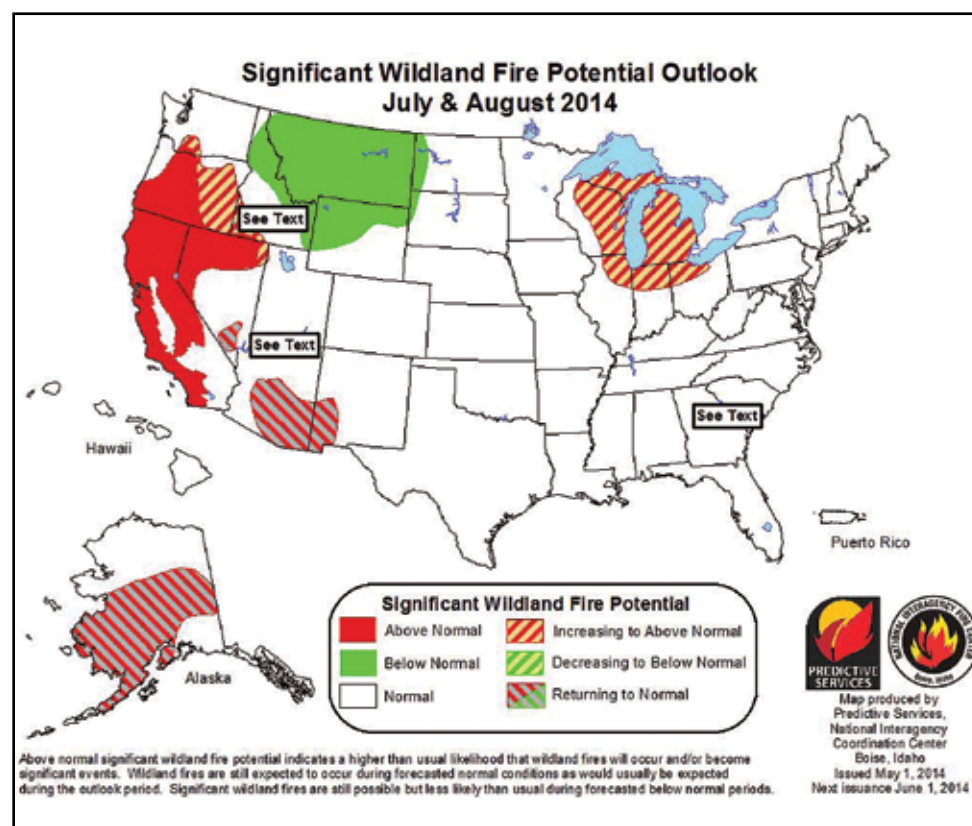 Significant Wildland Fire Potential Outlook
July & August 2014
See Text
See Text
See Text
Hawaii
Puerto Rico
Alaska
Significant Wildland Fire Potential
Above Normal
Increasing to Above Normal
Below Normal
Decreasing to Below Normal
Normal
Returning to Normal
PREDICTIVE
SERVICES
NATIONAL INTERAGENCY FIRE CENTER
BOISE, IDAHO
Map produced by
Predictive Services,
National Interagency
Coordination Center
Boise, Idaho
Issued May 1, 2014
Next issuance June 1, 2014
Above normal significant wildland fire potential indicates a higher than usual likelihood that wildland fires will occur and/or become
significant events. Wildland fires are still expected to occur during forecasted normal conditions as would usually be expected
during the outlook period. Significant wildland fires are still possible but less likely than usual during forecasted below normal periods.